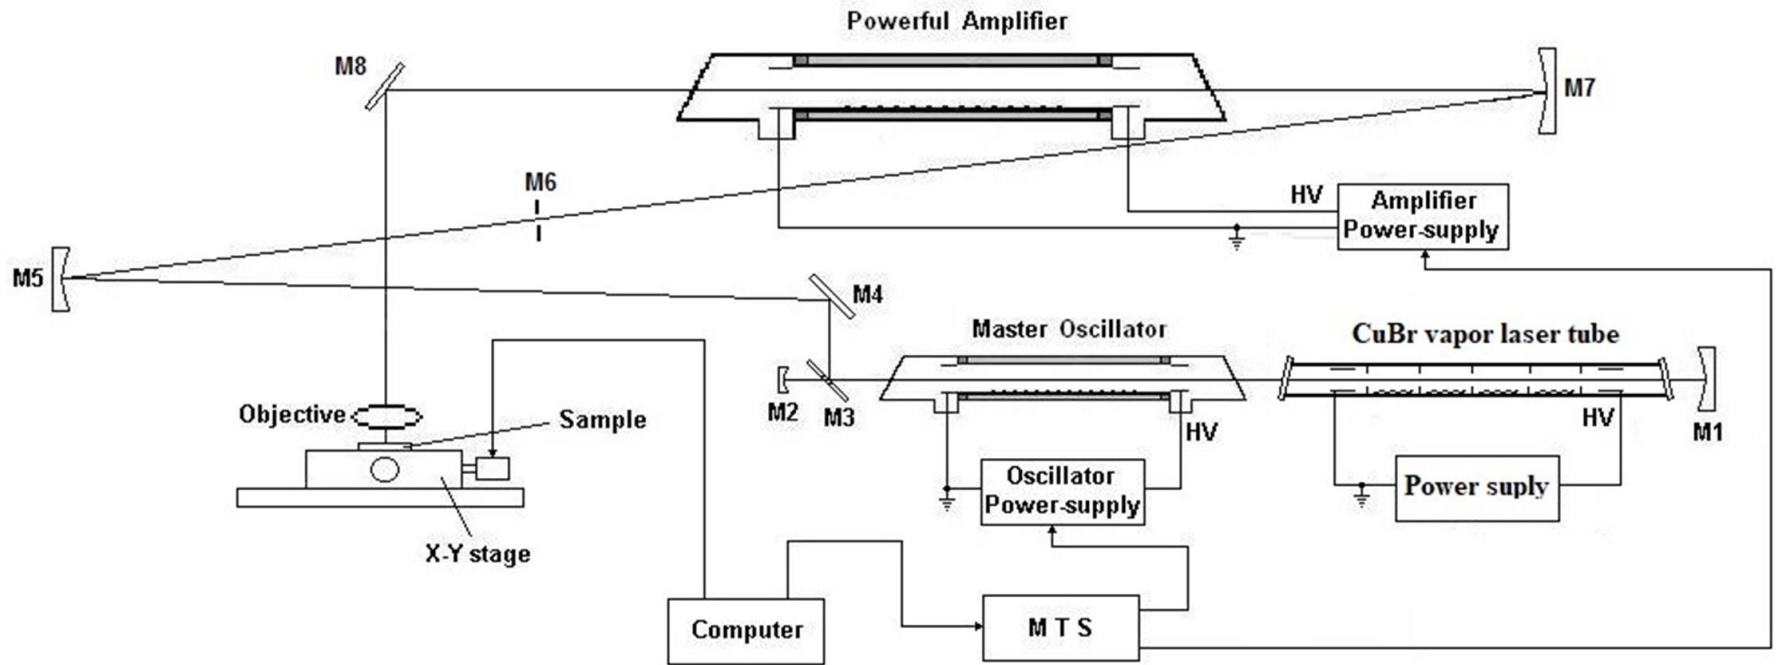 Powerful Amplifier
M8
M7
M6
HV
Amplifier
Power-supply
M5
M4
Master Oscillator
CuBr vapor laser tube
M2
M3
HV
HV
M1
Objective
Sample
Oscillator
Power-supply
Power suply
X-Y stage
Computer
M T S